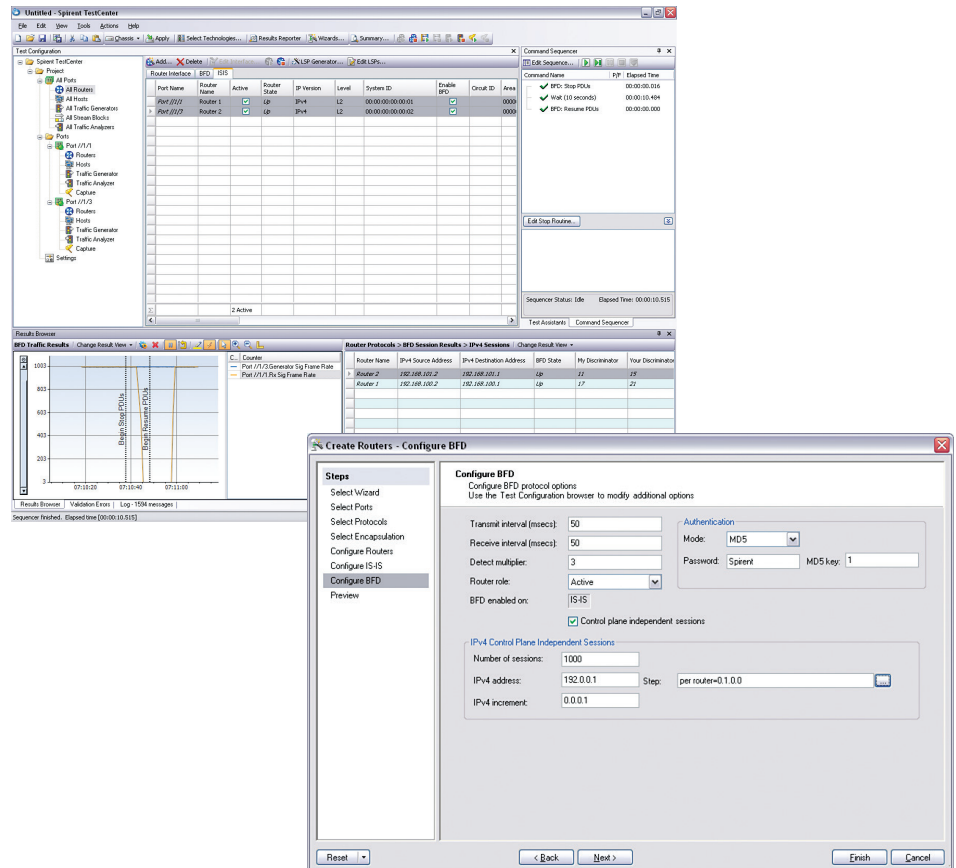 Untitled - Spirent TestCenter
File Edit View Tools Actions Help
Chassis Apply Select Technologies... Results Reporter Wizards... Summary...
Test Configuration
Spirent TestCenter
Project
All Ports
All Routers
All Hosts
All Traffic Generators
All Stream Blocks
All Traffic Analyzers
Ports
Port //1/1
Routers
Hosts
Traffic Generator
Traffic Analyzer
Capture
Port //1/3
Routers
Hosts
Traffic Generator
Traffic Analyzer
Capture
Settings
Add... Delete LSP Generator... Edit LSPs...
Router Interface BFD ISIS
Port Name Router Name Active Router State IP Version Level System ID Enable BFD Circuit ID Area
Port //1/1 Router 1 Up IPv4 L2 00:00:00:00:00:01 0000
Port //1/3 Router 2 Up IPv4 L2 00:00:00:00:00:02 0000
2 Active
Command Sequencer
Edit Sequence...
Command Name P/F Elapsed Time
BFD: Stop PDUs 00:00:00.016
Wait (10 seconds) 00:00:10.484
BFD: Resume PDUs 00:00:00.000
Edit Stop Routine...
Sequencer Status: Idle Elapsed Time: 00:00:10.515
Test Assistants Command Sequencer
Results Browser
BFD Traffic Results Change Result View
C... Counter
Port //1/3.Generator Sig Frame Rate
Port //1/1.Rx Sig Frame Rate
1003
803
603
403
203
3
Begin Stop PDUs
Begin Resume PDUs
07:10:20 07:10:40 07:11:00
Router Protocols > BFD Session Results > IPv4 Sessions Change Result View
Router Name IPv4 Source Address IPv4 Destination Address BFD State My Discriminator Your Discriminator
Router 2 192.168.101.2 192.168.101.1 Up 11 15
Router 1 192.168.100.2 192.168.100.1 Up 17 21
Results Browser Validation Errors Log - 1594 messages
Sequencer finished. Elapsed time [00:00:10.515]
Create Routers - Configure BFD
Steps
Select Wizard
Select Ports
Select Protocols
Select Encapsulation
Configure Routers
Configure IS-IS
Configure BFD
Preview
Configure BFD
Configure BFD protocol options
Use the Test Configuration browser to modify additional options
Transmit interval (msecs): 50
Receive interval (msecs): 50
Detect multiplier: 3
Router role: Active
BFD enabled on: IS-IS
Control plane independent sessions
Authentication
Mode: MD5
Password: Spirent MD5 key: 1
IPv4 Control Plane Independent Sessions
Number of sessions: 1000
IPv4 address: 192.0.0.1 Step: per router=0.1.0.0 ...
IPv4 increment: 0.0.0.1
Reset < Back Next > Finish Cancel